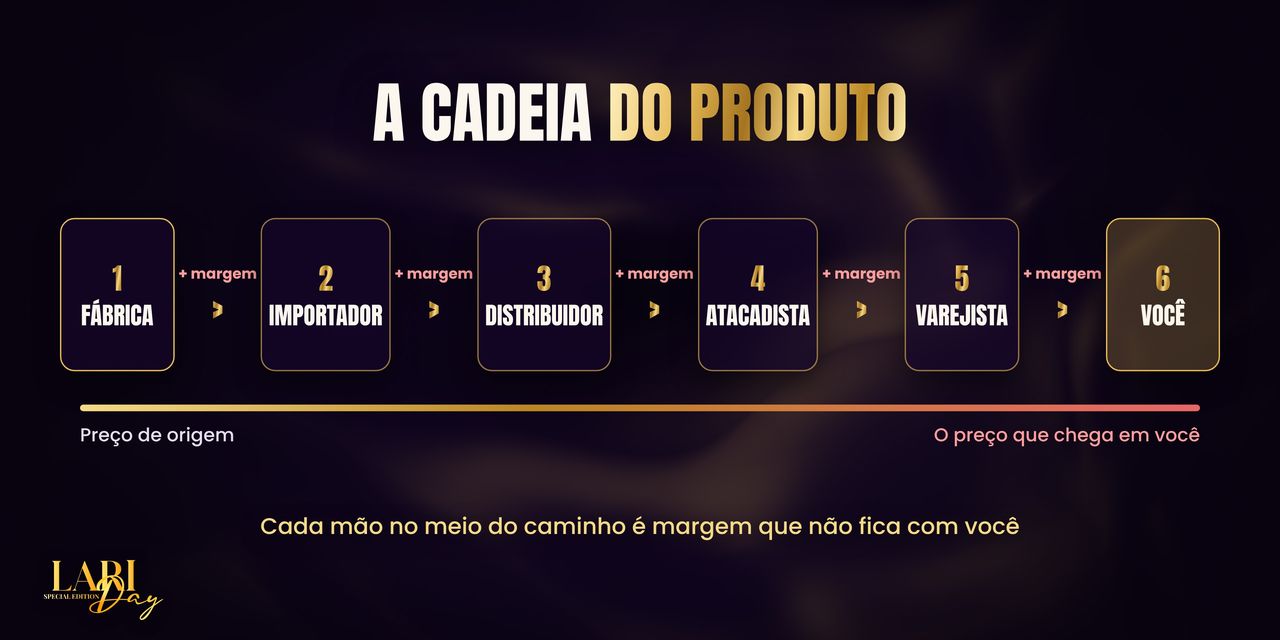 A CADEIA DO PRODUTO
1
FÁBRICA
+ margem
>
2
IMPORTADOR
+ margem
>
3
DISTRIBUIDOR
+ margem
>
4
ATACADISTA
+ margem
>
5
VAREJISTA
+ margem
>
6
VOCÊ
Preço de origem
O preço que chega em você
Cada mão no meio do caminho é margem que não fica com você
LABI
SPECIAL EDITION
Day